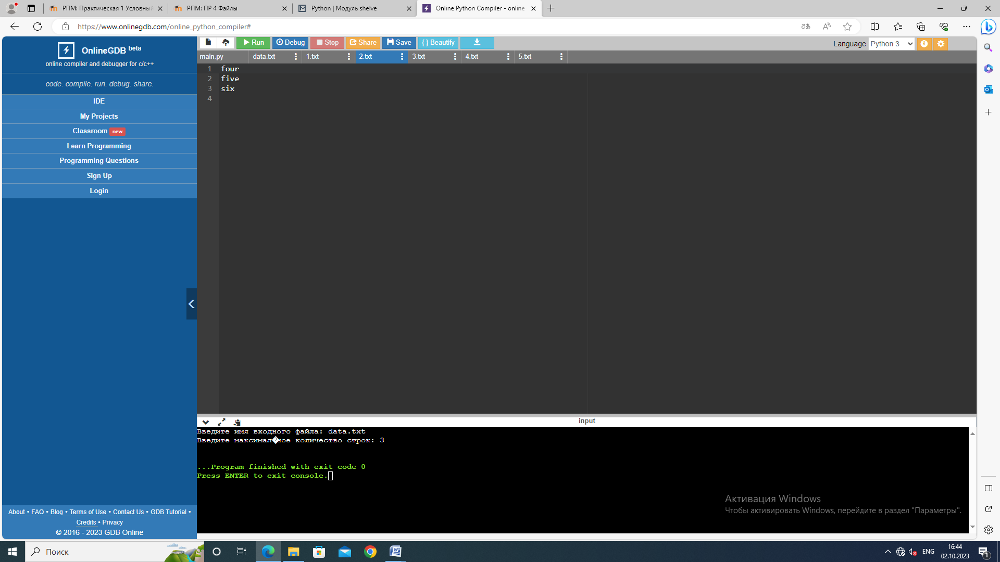 РПМ: Практическая 1 Условный
РПМ: ПР 4 Файлы
Python | Модуль shelve
Online Python Compiler - online
https://www.onlinegdb.com/online_python_compiler#
OnlineGDB beta
online compiler and debugger for c/c++
code. compile. run. debug. share.
IDE
My Projects
Classroom new
Learn Programming
Programming Questions
Sign Up
Login
About • FAQ • Blog • Terms of Use • Contact Us • GDB Tutorial •
Credits • Privacy
© 2016 - 2023 GDB Online
Run Debug Stop Share Save { } Beautify
Language Python 3
main.py data.txt 1.txt 2.txt 3.txt 4.txt 5.txt
1 four
2 five
3 six
4
input
Введите имя входного файла: data.txt
Введите максимал�ное количество строк: 3
...Program finished with exit code 0
Press ENTER to exit console.
Активация Windows
Чтобы активировать Windows, перейдите в раздел "Параметры".
Поиск
ENG
16:44
02.10.2023
1